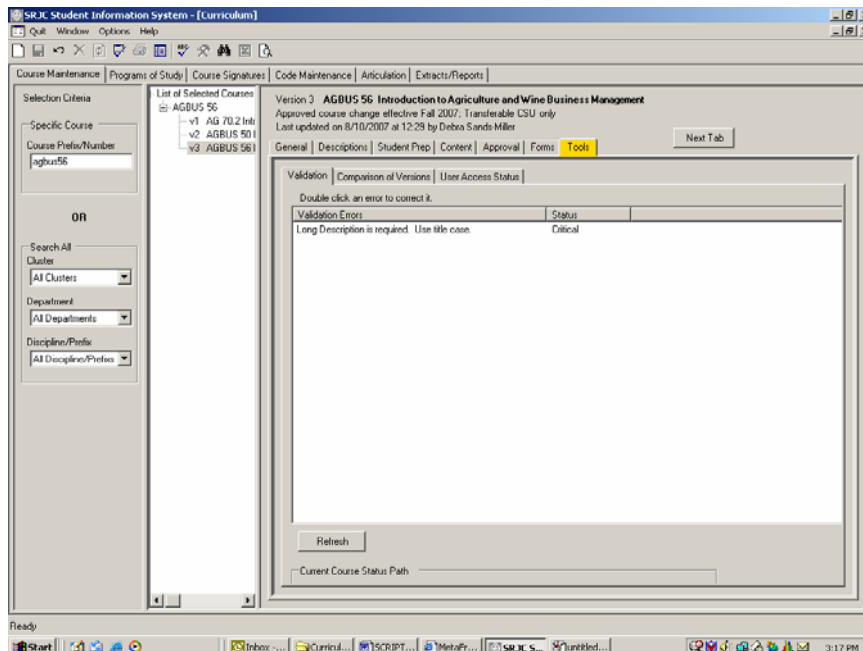 SRJC Student Information System - [Curriculum]
Quit Window Options Help
Course Maintenance Programs of Study Course Signatures Code Maintenance Articulation Extracts/Reports
Selection Criteria
Specific Course
Course Prefix/Number
agbus56
OR
Search All
Cluster
All Clusters
Department
All Departments
Discipline/Prefix
All Discipline/Prefixs
List of Selected Courses
AGBUS 56
v1 AG 70.2 Intr
v2 AGBUS 50 I
v3 AGBUS 56 I
Version 3 AGBUS 56 Introduction to Agriculture and Wine Business Management
Approved course change effective Fall 2007; Transferable CSU only
Last updated on 8/10/2007 at 12:29 by Debra Sands-Miller
Next Tab
General Descriptions Student Prep Content Approval Forms Tools
Validation Comparison of Versions User Access Status
Double click an error to correct it.
Validation Errors Status
Long Description is required. Use title case. Critical
Refresh
Current Course Status Path
Ready
Start Inbox -... Curricul... SCRIPT... MetaFr... SRJC S... untitled... 3:17 PM